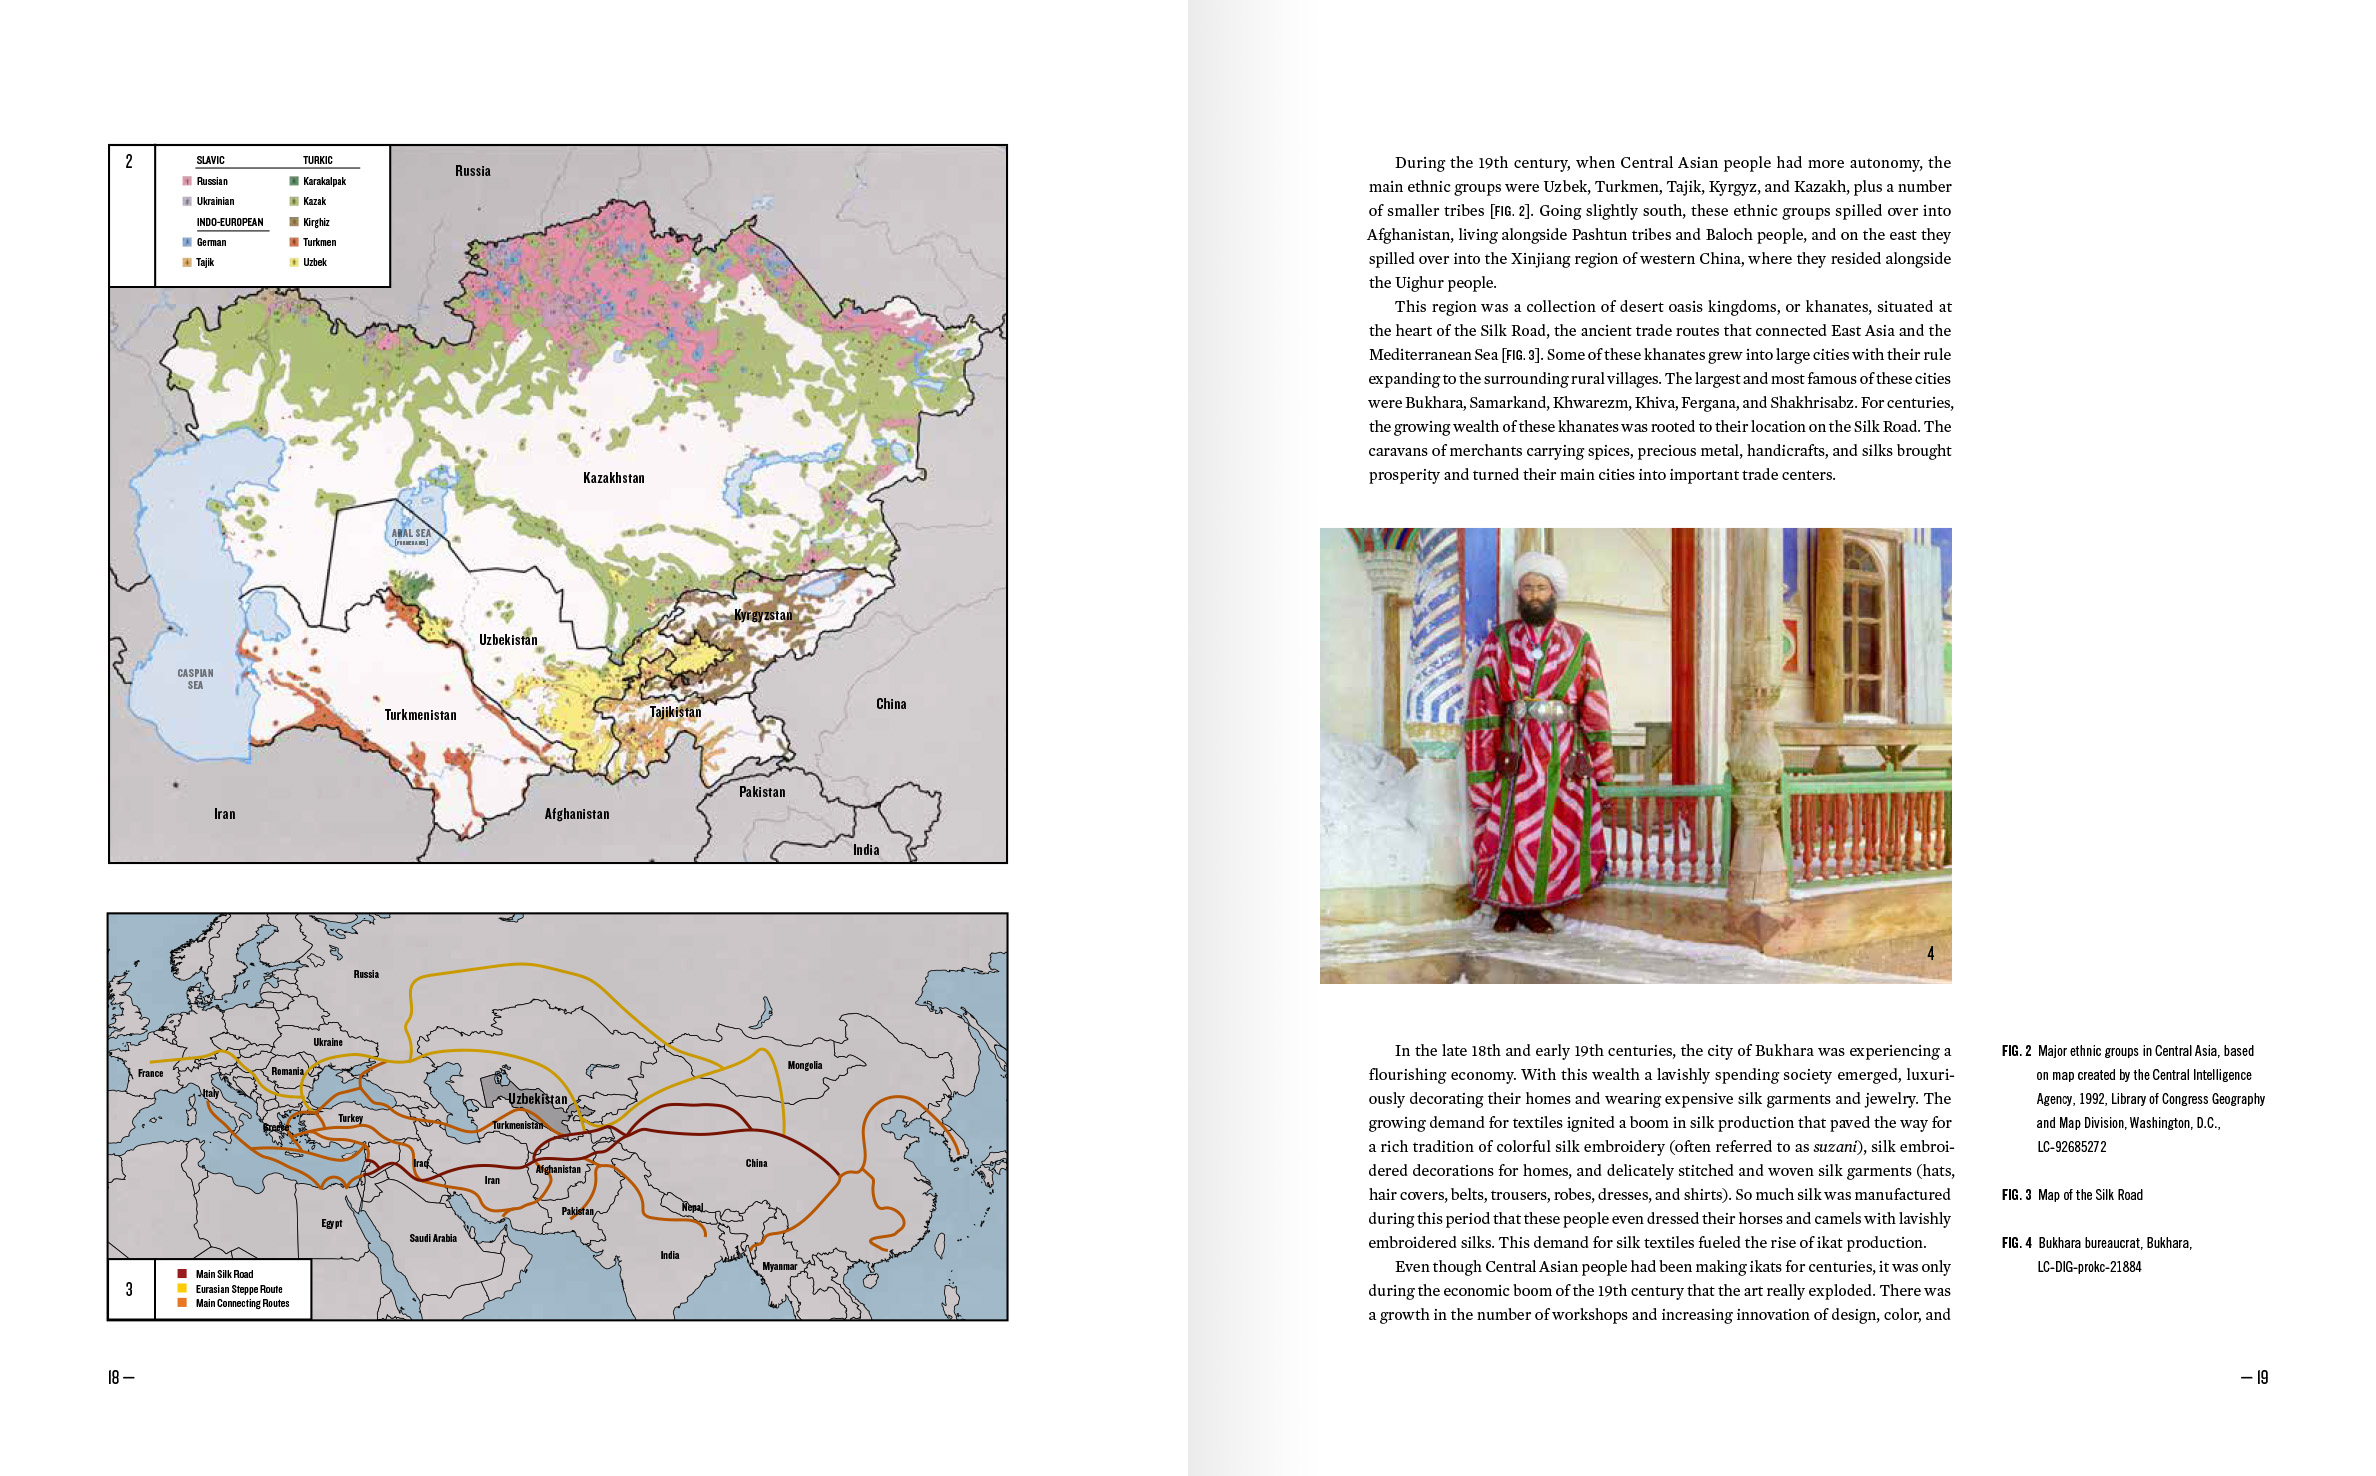 2
SLAVIC
Russian
Ukrainian
INDO-EUROPEAN
German
Tajik
TURKIC
Karakalpak
Kazak
Kirghiz
Turkmen
Uzbek
Russia
Kazakhstan
ARAL SEA
Kyrgyzstan
Uzbekistan
CASPIAN
SEA
Turkmenistan
Tajikistan
China
Pakistan
Iran
Afghanistan
India
Russia
Ukraine
France
Romania
Mongolia
Italy
Uzbekistan
Turkey
Greece
Turkmenistan
Iraq
Afghanistan
China
Iran
Pakistan
Nepal
Egypt
Saudi Arabia
India
Myanmar
3
Main Silk Road
Eurasian Steppe Route
Main Connecting Routes
18 —
During the 19th century, when Central Asian people had more autonomy, the
main ethnic groups were Uzbek, Turkmen, Tajik, Kyrgyz, and Kazakh, plus a number
of smaller tribes [FIG. 2]. Going slightly south, these ethnic groups spilled over into
Afghanistan, living alongside Pashtun tribes and Baloch people, and on the east they
spilled over into the Xinjiang region of western China, where they resided alongside
the Uighur people.
This region was a collection of desert oasis kingdoms, or khanates, situated at
the heart of the Silk Road, the ancient trade routes that connected East Asia and the
Mediterranean Sea [FIG. 3]. Some of these khanates grew into large cities with their rule
expanding to the surrounding rural villages. The largest and most famous of these cities
were Bukhara, Samarkand, Khwarezm, Khiva, Fergana, and Shakhrisabz. For centuries,
the growing wealth of these khanates was rooted to their location on the Silk Road. The
caravans of merchants carrying spices, precious metal, handicrafts, and silks brought
prosperity and turned their main cities into important trade centers.
4
In the late 18th and early 19th centuries, the city of Bukhara was experiencing a
flourishing economy. With this wealth a lavishly spending society emerged, luxuri-
ously decorating their homes and wearing expensive silk garments and jewelry. The
growing demand for textiles ignited a boom in silk production that paved the way for
a rich tradition of colorful silk embroidery (often referred to as suzani), silk embroi-
dered decorations for homes, and delicately stitched and woven silk garments (hats,
hair covers, belts, trousers, robes, dresses, and shirts). So much silk was manufactured
during this period that these people even dressed their horses and camels with lavishly
embroidered silks. This demand for silk textiles fueled the rise of ikat production.
Even though Central Asian people had been making ikats for centuries, it was only
during the economic boom of the 19th century that the art really exploded. There was
a growth in the number of workshops and increasing innovation of design, color, and
FIG. 2 Major ethnic groups in Central Asia, based
on map created by the Central Intelligence
Agency, 1992, Library of Congress Geography
and Map Division, Washington, D.C.,
LC-92685272
FIG. 3 Map of the Silk Road
FIG. 4 Bukhara bureaucrat, Bukhara,
LC-DIG-prokc-21884
— 19